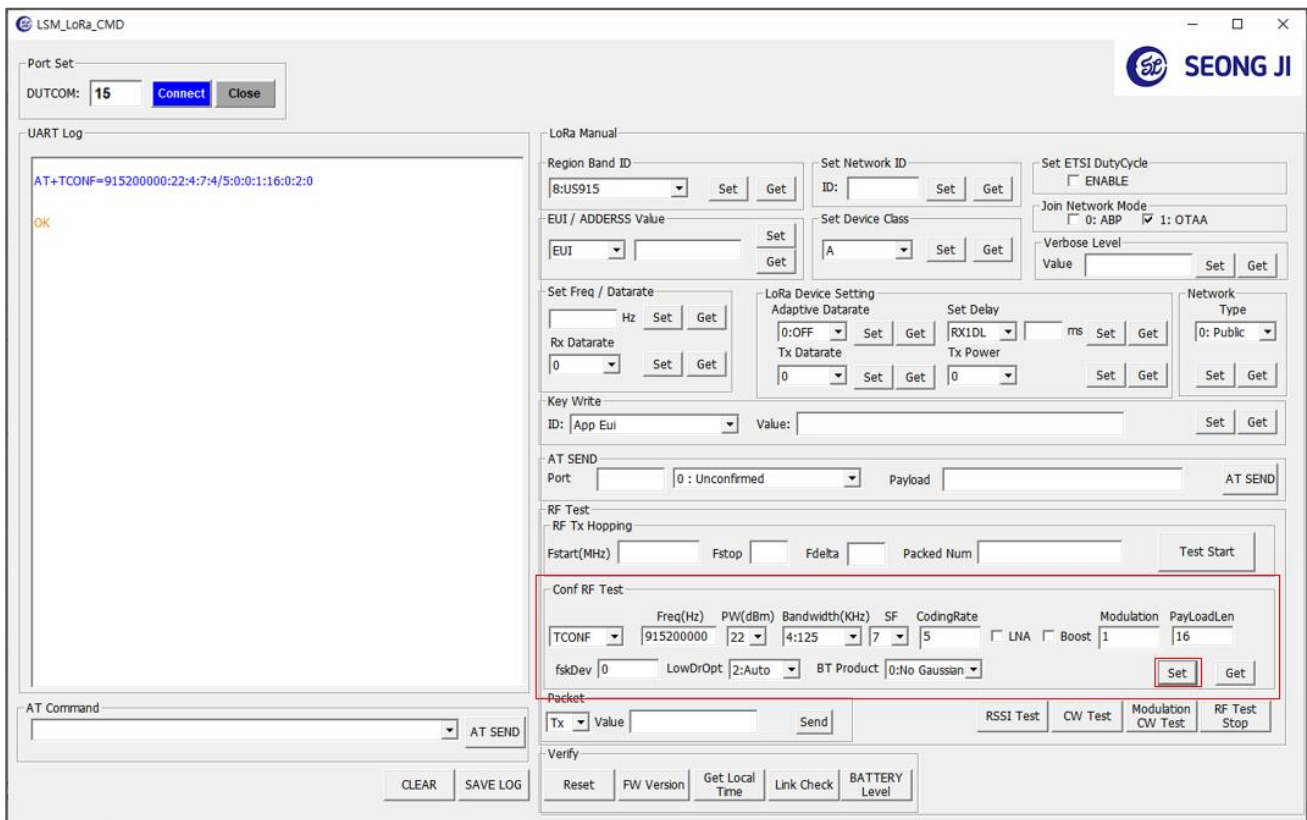 LSM_LoRa_CMD
SEONG JI
Port Set
DUTCOM: 15 Connect Close
UART Log
AT+TCONF=915200000:22:4:7:4/5:0:0:1:16:0:2:0
OK
AT Command
AT SEND
CLEAR SAVE LOG
LoRa Manual
Region Band ID
8:US915 Set Get
Set Network ID
ID: Set Get
Set ETSI DutyCycle
ENABLE
Join Network Mode
0: ABP 1: OTAA
EUI / ADDERSS Value
EUI Set
Get
Set Device Class
A Set Get
Verbose Level
Value Set Get
Set Freq / Datarate
Hz Set Get
Rx Datarate
0 Set Get
LoRa Device Setting
Adaptive Datarate Set Delay
0:OFF Set Get RX1DL ms Set Get
Tx Datarate Tx Power
0 Set Get 0 Set Get
Network
Type
0: Public
Set Get
Key Write
ID: App Eui Value: Set Get
AT SEND
Port 0 : Unconfirmed Payload AT SEND
RF Test
RF Tx Hopping
Fstart(MHz) Fstop Fdelta Packed Num Test Start
Conf RF Test
Freq(Hz) PW(dBm) Bandwidth(KHz) SF CodingRate Modulation PayLoadLen
TCONF 915200000 22 4:125 7 5 LNA Boost 1 16
fskDev 0 LowDrOpt 2:Auto BT Product 0:No Gaussian Set Get
Packet
Tx Value Send
RSSI Test CW Test Modulation CW Test RF Test Stop
Verify
Reset FW Version Get Local Time Link Check BATTERY Level